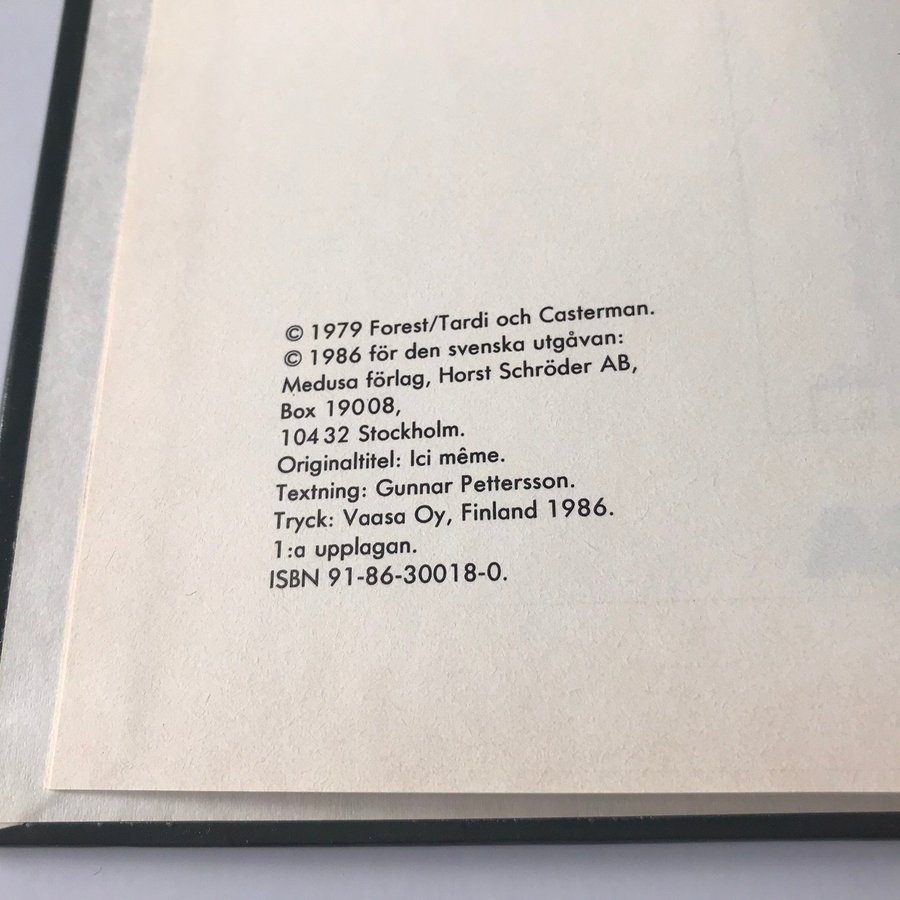 © 1979 Forest/Tardi och Casterman.
© 1986 för den svenska utgåvan:
Medusa förlag, Horst Schröder AB,
Box 19008,
104 32 Stockholm.
Originaltitel: Ici même.
Textning: Gunnar Pettersson.
Tryck: Vaasa Oy, Finland 1986.
1:a upplagan.
ISBN 91-86-30018-0.